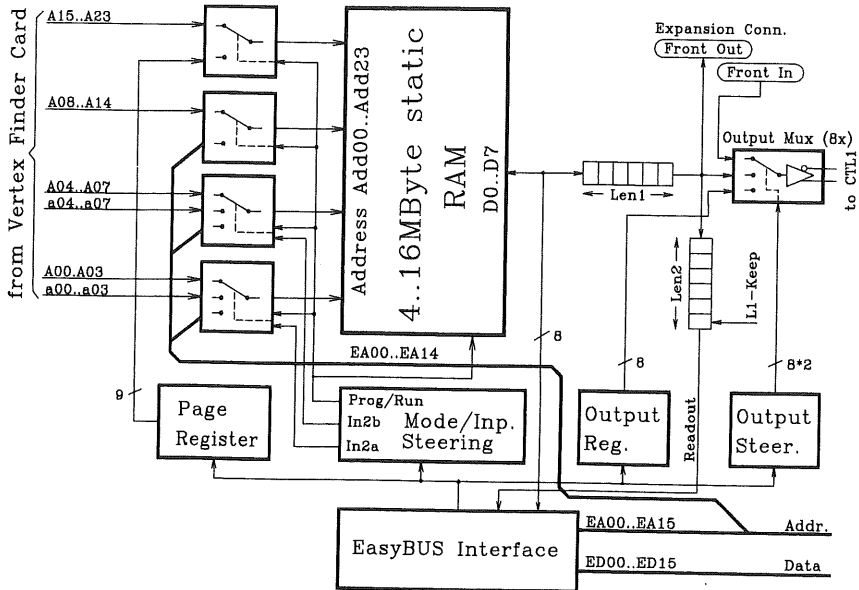 from Vertex Finder Card
A15..A23
A08..A14
A04..A07
a04..a07
A00.A03
a00..a03
Address Add00..Add23
4..16MByte static
RAM
D0..D7
Expansion Conn.
Front Out
Front In
Output Mux (8x)
to CTL1
Len1
Len2
L1-Keep
8
8
8*2
EA00..EA14
9
Page
Register
Prog/Run
In2b
In2a
Mode/Inp.
Steering
Output
Reg.
Readout
Output
Steer.
EasyBUS Interface
EA00..EA15
Addr.
ED00..ED15
Data